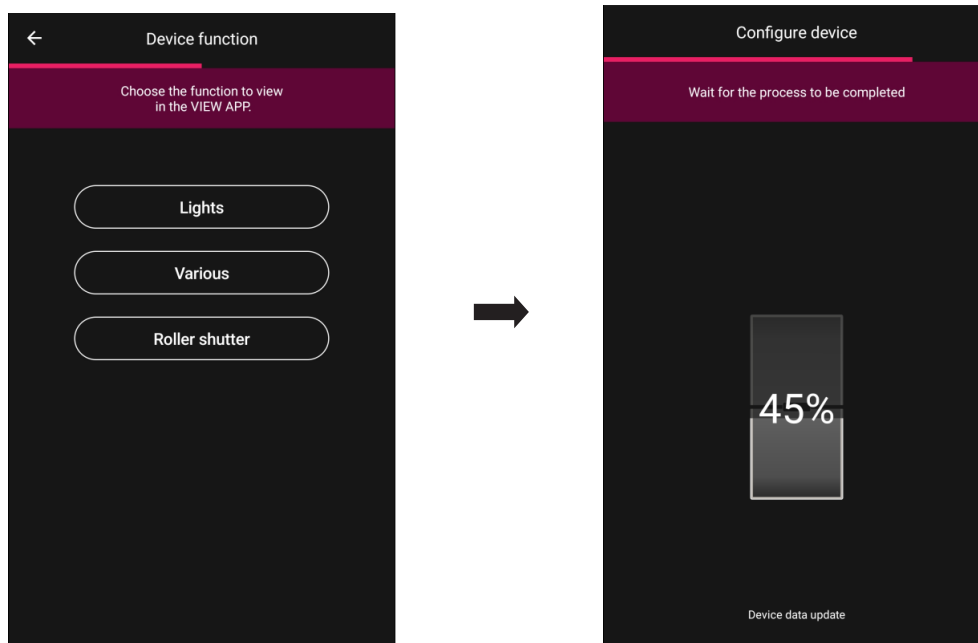 Device function
Choose the function to view
in the VIEW APP.
Lights
Various
Roller shutter
Configure device
Wait for the process to be completed
45%
Device data update